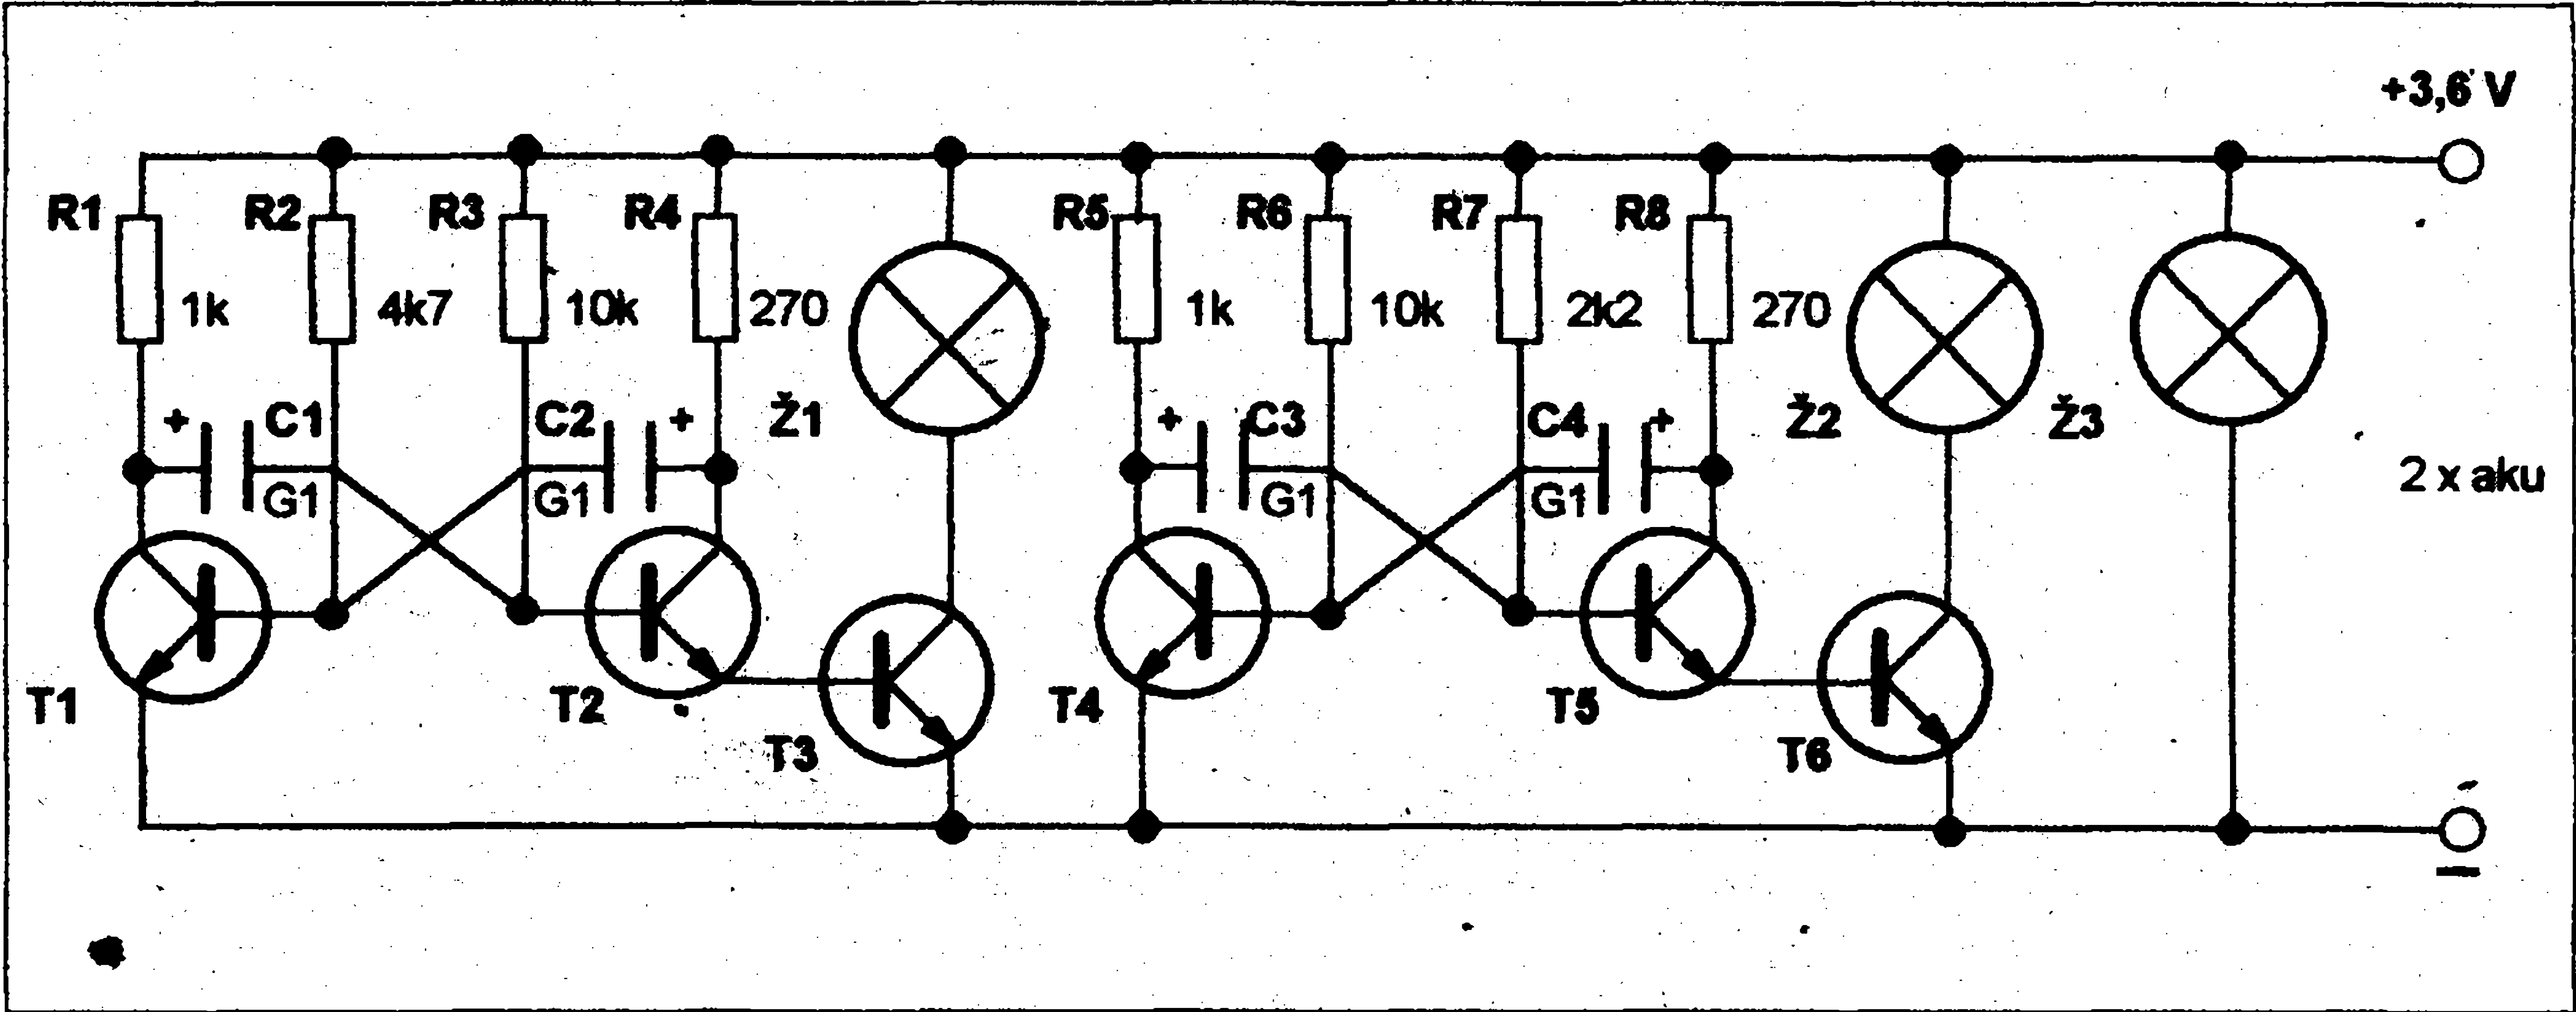 +3,6 V
R1 R2 R3 R4 R5 R6 R7 R8
1k 4k7 10k 270 1k 10k 2k2 270
+ C1 C2 + Ž1 + C3 C4 + Ž2 Ž3
G1 G1 G1 G1 2 x aku
T1 T2 T4 T5
T3 T6
–